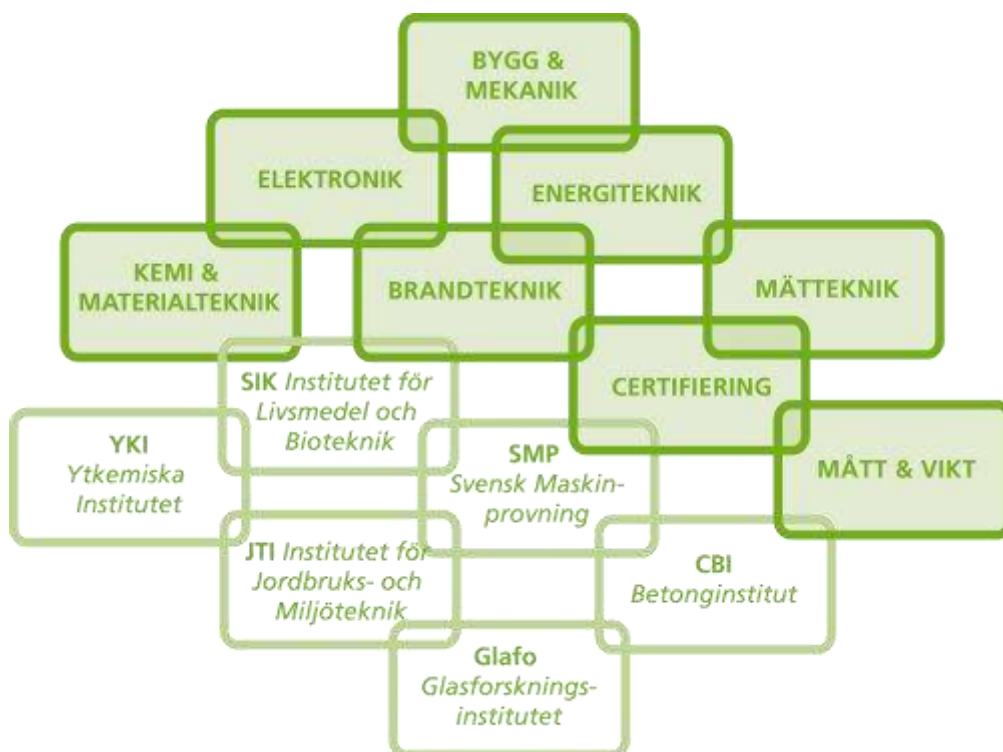 BYGG &
MEKANIK
ELEKTRONIK
ENERGITEKNIK
KEMI &
MATERIALTEKNIK
BRANDTEKNIK
MÄTTEKNIK
SIK Institutet för
Livsmedel och
Bioteknik
CERTIFIERING
YKI
Ytkemiska
Institutet
SMP
Svensk Maskin-
provning
MÅTT & VIKT
JTI Institutet för
Jordbruks- och
Miljöteknik
CBI
Betonginstitut
Glafo
Glasforsknings-
institutet